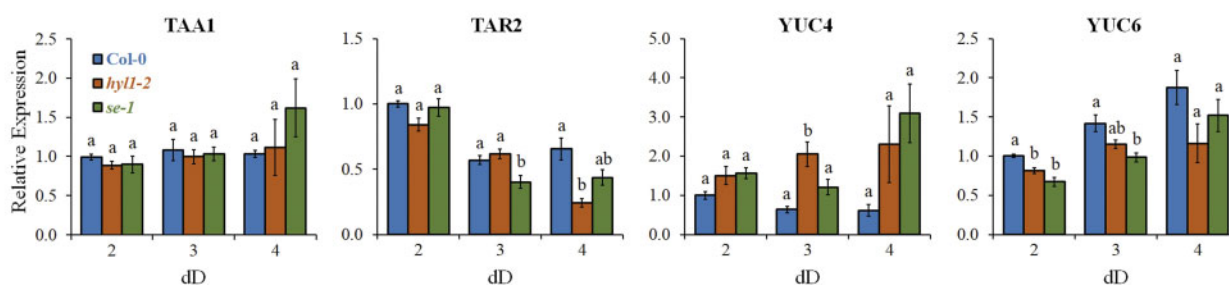 TAA1
TAR2
YUC4
YUC6
Relative Expression
2.5
2.0
1.5
1.0
0.5
0.0
Col-0
hyl1-2
se-1
a a a
a a a
a a a
2 3 4
dD
1.5
1.0
0.5
0.0
a a a
a a b
a b ab
2 3 4
dD
5.0
4.0
3.0
2.0
1.0
0.0
a a a
a b a
a a a
2 3 4
dD
2.5
2.0
1.5
1.0
0.5
0.0
a b b
a ab b
a a a
2 3 4
dD